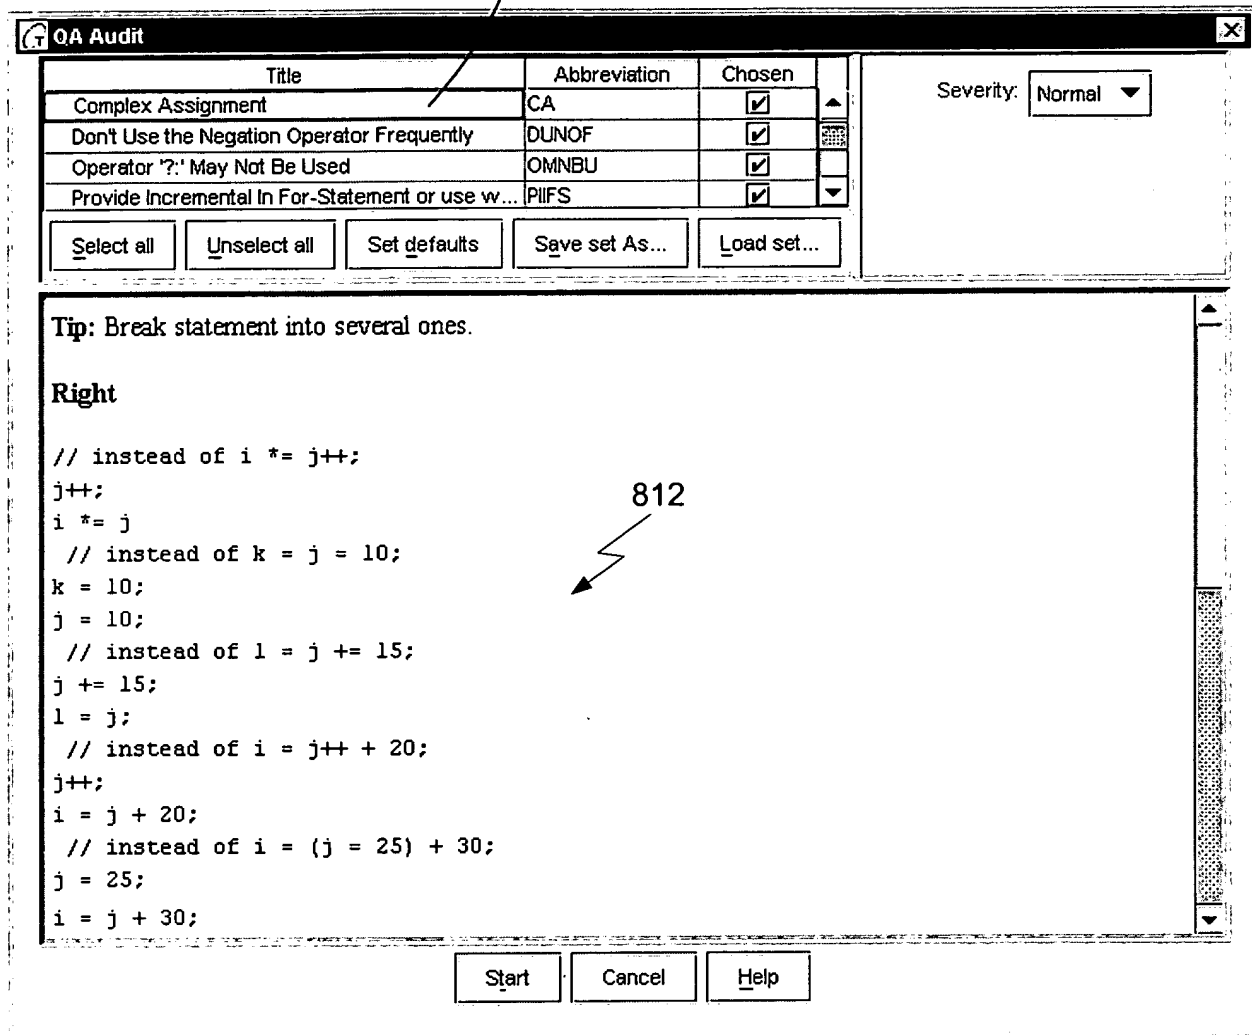 QA Audit
Title Abbreviation Chosen
Complex Assignment CA
Don't Use the Negation Operator Frequently DUNOF
Operator '?:' May Not Be Used OMNBU
Provide Incremental In For-Statement or use w... PIIFS
Severity: Normal
Select all Unselect all Set defaults Save set As... Load set...
Tip: Break statement into several ones.
Right
// instead of i *= j++;
j++;
i *= j
// instead of k = j = 10;
k = 10;
j = 10;
// instead of l = j += 15;
j += 15;
l = j;
// instead of i = j++ + 20;
j++;
i = j + 20;
// instead of i = (j = 25) + 30;
j = 25;
i = j + 30;
812
Start Cancel Help